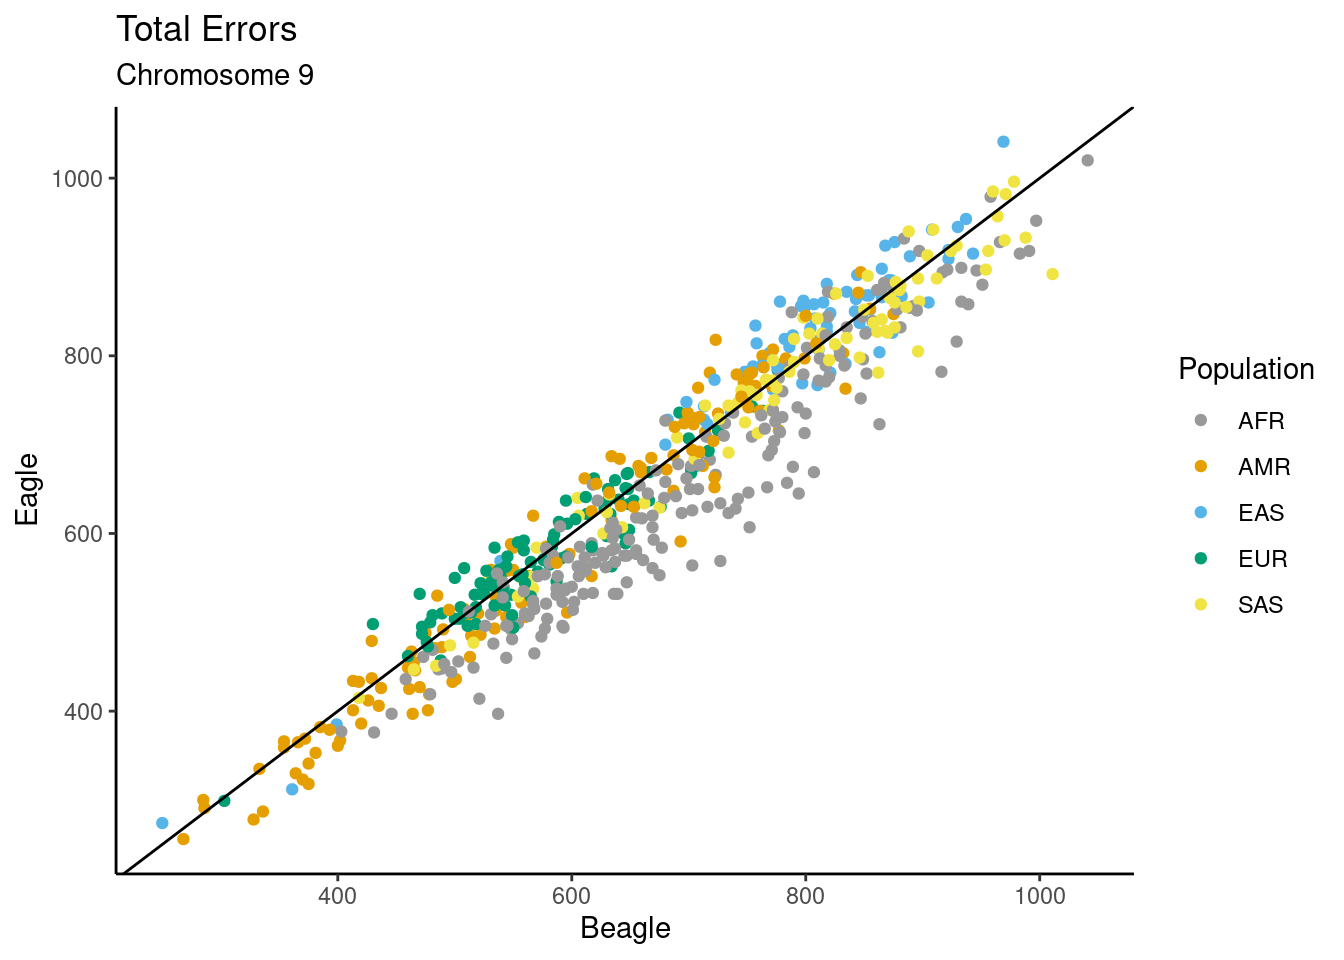 Total Errors
Chromosome 9
1000
800
600
400
Eagle
400 600 800 1000
Beagle
Population
AFR
AMR
EAS
EUR
SAS